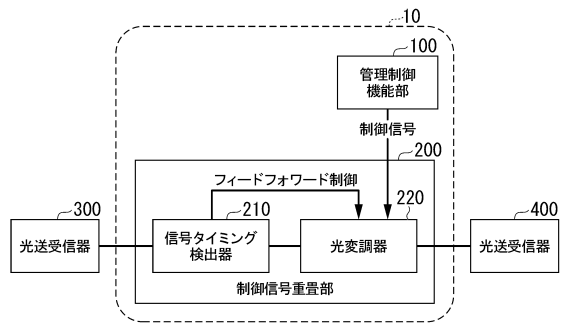 10
100
管理制御
機能部
制御信号
200
フィードフォワード制御
300
210
220
400
光送受信器
信号タイミング
検出器
光変調器
光送受信器
制御信号重畳部